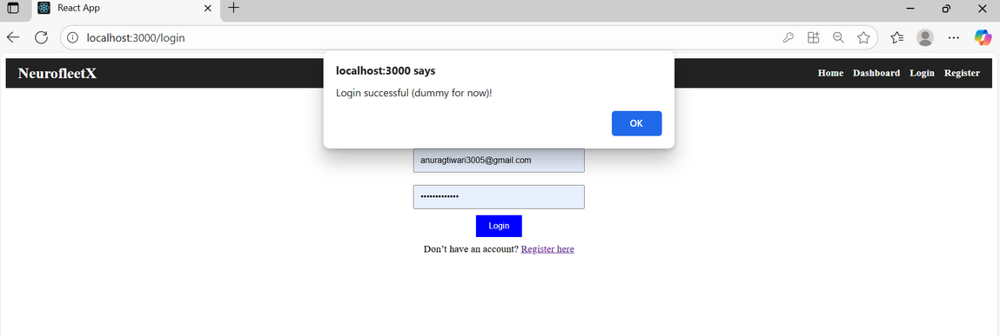 React App
localhost:3000/login
NeurofleetX
Home Dashboard Login Register
localhost:3000 says
Login successful (dummy for now)!
OK
anuragtiwari3005@gmail.com
•••••••••••••
Login
Don’t have an account? Register here